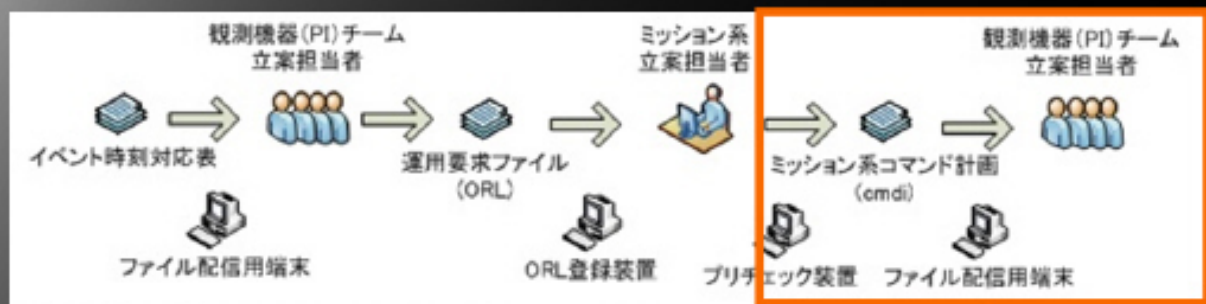 観測機器(PI)チーム
立案担当者
ミッション系
立案担当者
観測機器(PI)チーム
立案担当者
イベント時刻対応表
運用要求ファイル
(ORL)
ミッション系コマンド計画
(cmdi)
ファイル配信用端末
ORL登録装置
プリチェック装置
ファイル配信用端末